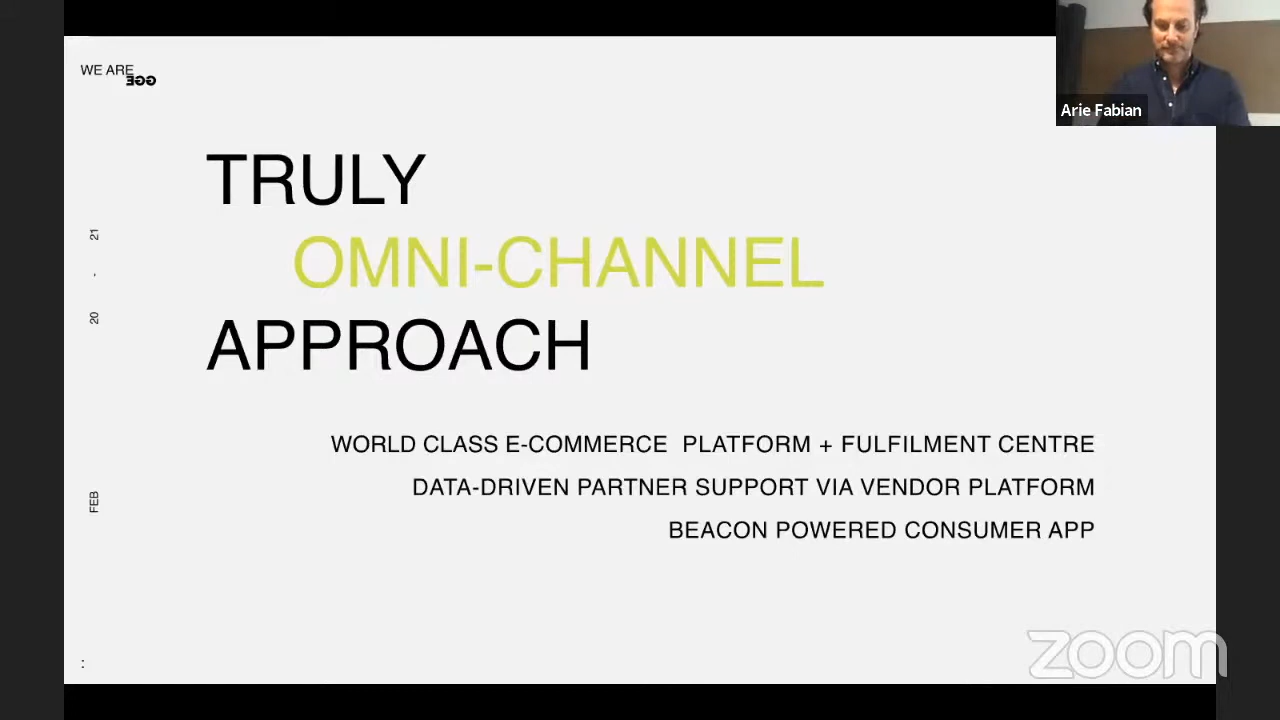 WE ARE
EGG
Arie Fabian
TRULY
OMNI-CHANNEL
APPROACH
21
-
20
FEB
WORLD CLASS E-COMMERCE PLATFORM + FULFILMENT CENTRE
DATA-DRIVEN PARTNER SUPPORT VIA VENDOR PLATFORM
BEACON POWERED CONSUMER APP
:
zoom